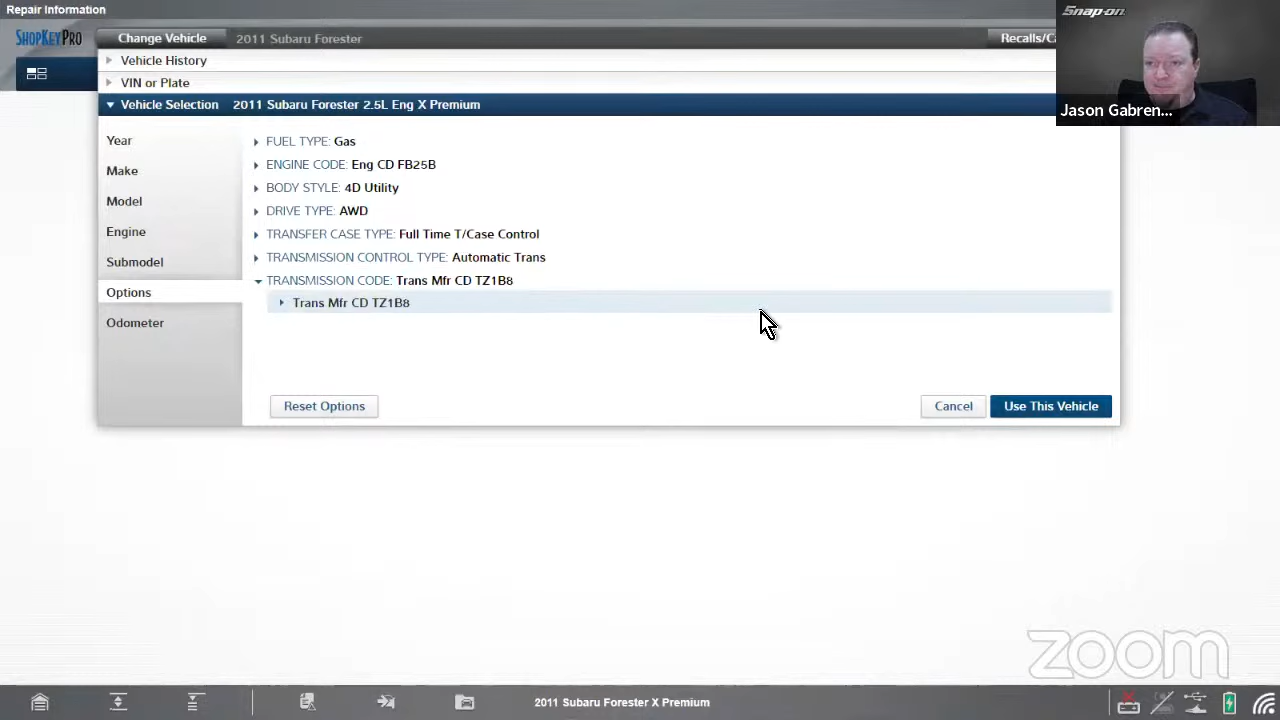 Repair Information
Snap-on
ShopKeyPro
Change Vehicle
2011 Subaru Forester
Recalls/Ca
Vehicle History
VIN or Plate
Jason Gabren...
Vehicle Selection 2011 Subaru Forester 2.5L Eng X Premium
Year
FUEL TYPE: Gas
Make
ENGINE CODE: Eng CD FB25B
BODY STYLE: 4D Utility
Model
DRIVE TYPE: AWD
Engine
TRANSFER CASE TYPE: Full Time T/Case Control
Submodel
TRANSMISSION CONTROL TYPE: Automatic Trans
Options
TRANSMISSION CODE: Trans Mfr CD TZ1B8
Trans Mfr CD TZ1B8
Odometer
Reset Options
Cancel
Use This Vehicle
zoom
2011 Subaru Forester X Premium